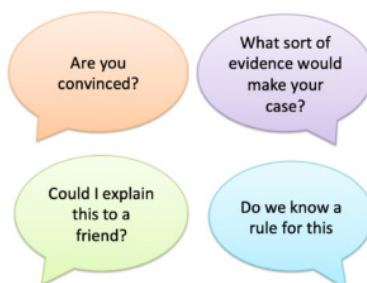 Are you
convinced?
What sort of
evidence would
make your
case?
Could I explain
this to a
friend?
Do we know a
rule for this